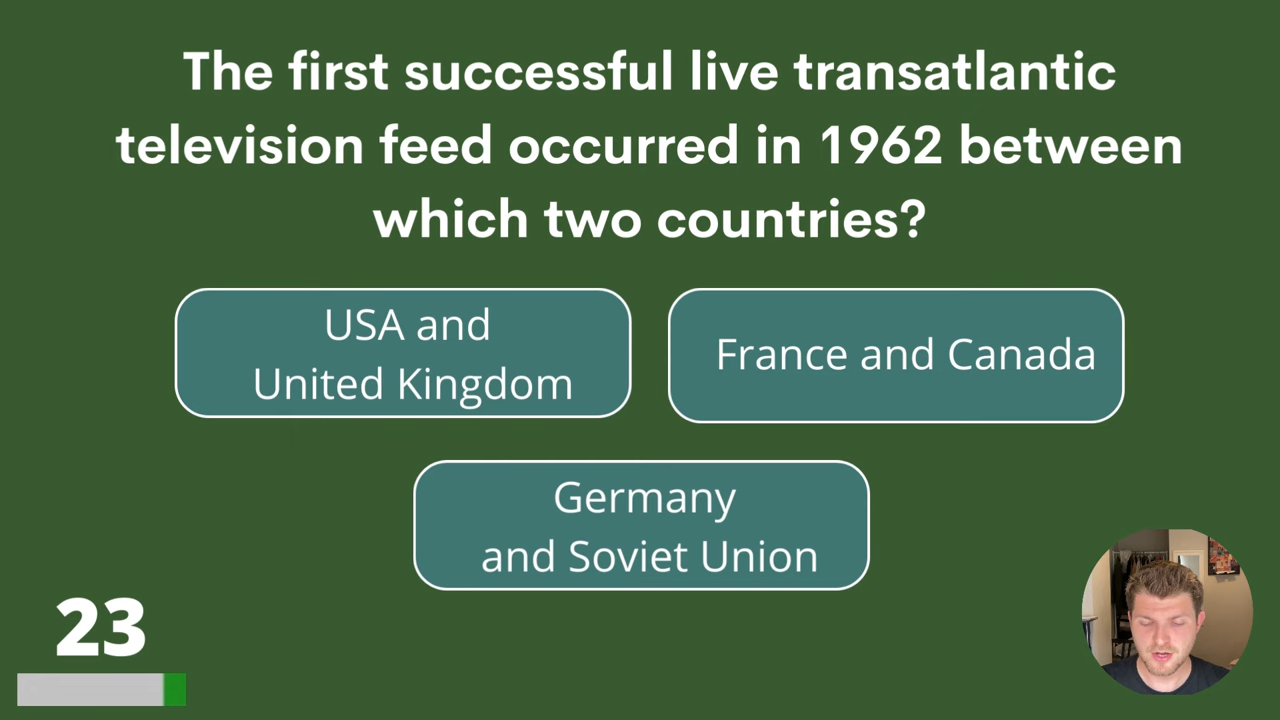 The first successful live transatlantic
television feed occurred in 1962 between
which two countries?
USA and
United Kingdom
France and Canada
Germany
and Soviet Union
23